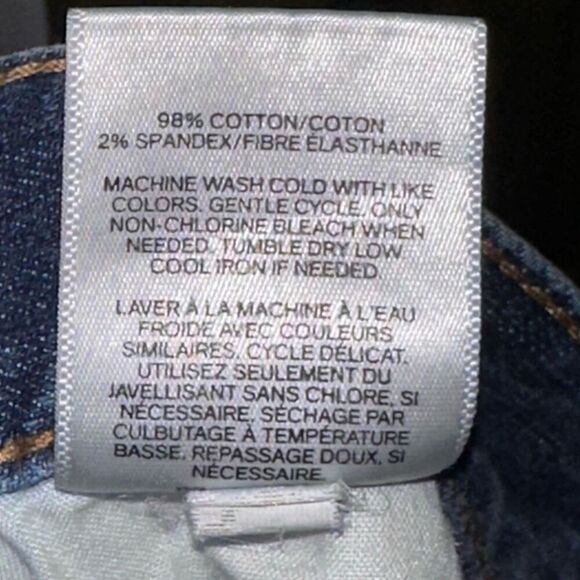 98% COTTON/COTON
2% SPANDEX/FIBRE ÉLASTHANNE
MACHINE WASH COLD WITH LIKE
COLORS. GENTLE CYCLE. ONLY
NON-CHLORINE BLEACH WHEN
NEEDED. TUMBLE DRY LOW
COOL IRON IF NEEDED
LAVER À LA MACHINE À L'EAU
FROIDE AVEC COULEURS
SIMILAIRES. CYCLE DÉLICAT.
UTILISEZ SEULEMENT DU
JAVELLISANT SANS CHLORE, SI
NÉCESSAIRE. SÉCHAGE PAR
CULBUTAGE À TEMPÉRATURE
BASSE. REPASSAGE DOUX, SI
NÉCESSAIRE